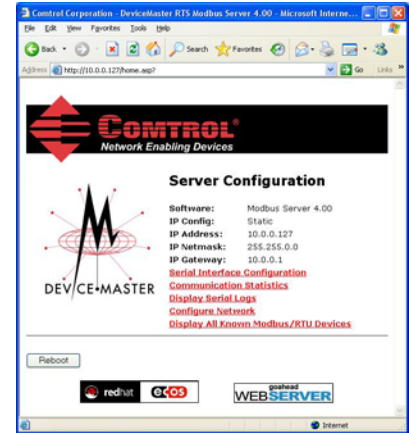 Comtrol Corporation - DeviceMaster RTS Modbus Server 4.00 - Microsoft Interne...
File Edit View Favorites Tools Help
Back Search Favorites
Address http://10.0.0.127/home.asp? Go Links »
COMTROL®
Network Enabling Devices
Server Configuration
Software: Modbus Server 4.00
IP Config: Static
IP Address: 10.0.0.127
IP Netmask: 255.255.0.0
IP Gateway: 10.0.0.1
Serial Interface Configuration
Communication Statistics
Display Serial Logs
Configure Network
Display All Known Modbus/RTU Devices
DEVICE•MASTER
Reboot
redhat eCos
goahead
WEBSERVER
Internet